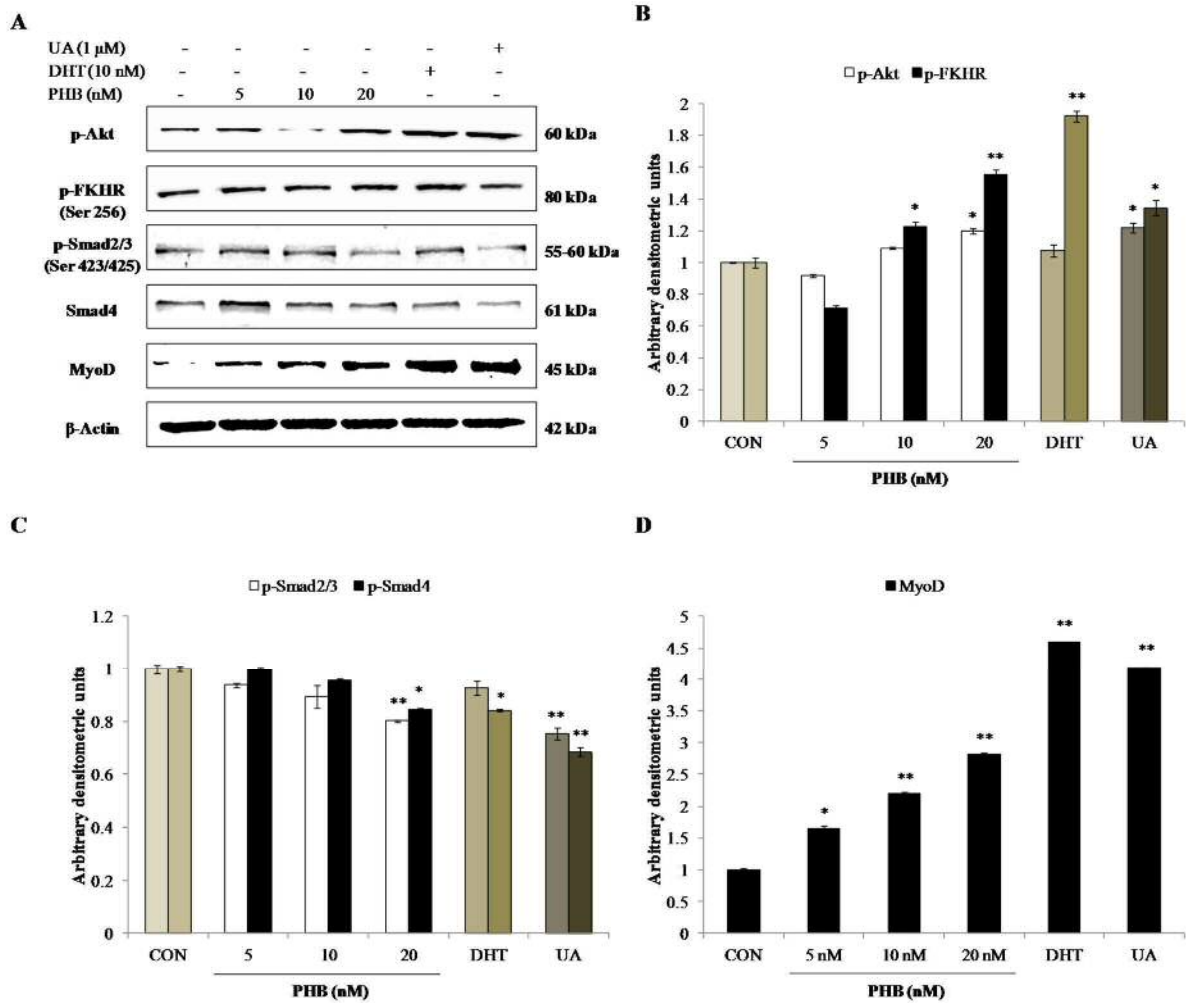 A
UA (1 µM) - - - - - +
DHT (10 nM) - - - - + -
PHB (nM) - 5 10 20 - -
p-Akt 60 kDa
p-FKHR 80 kDa
(Ser 256)
p-Smad2/3 55-60 kDa
(Ser 423/425)
Smad4 61 kDa
MyoD 45 kDa
β-Actin 42 kDa
B
p-Akt p-FKHR
Arbitrary densitometric units
2
1.8
1.6
1.4
1.2
1
0.8
0.6
0.4
0.2
0
* ** * ** * *
CON 5 10 20 DHT UA
PHB (nM)
C
p-Smad2/3 p-Smad4
Arbitrary densitometric units
1.2
1
0.8
0.6
0.4
0.2
0
** * * ** **
CON 5 10 20 DHT UA
PHB (nM)
D
MyoD
Arbitrary densitometric units
5
4.5
4
3.5
3
2.5
2
1.5
1
0.5
0
* ** ** ** **
CON 5 nM 10 nM 20 nM DHT UA
PHB (nM)